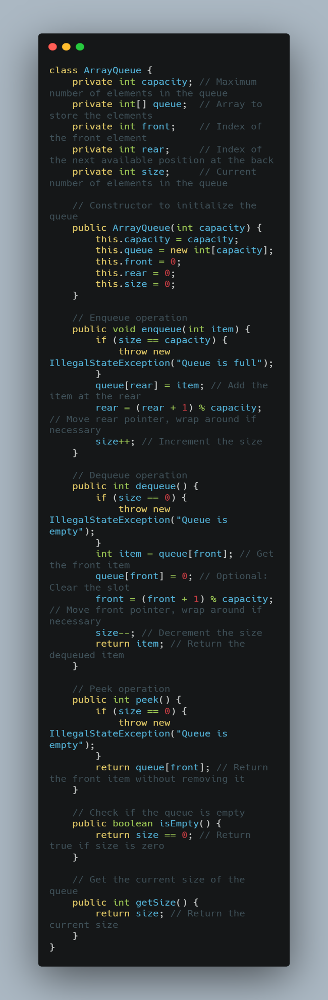 class ArrayQueue {
    private int capacity; // Maximum
number of elements in the queue
    private int[] queue;  // Array to
store the elements
    private int front;    // Index of
the front element
    private int rear;     // Index of
the next available position at the back
    private int size;     // Current
number of elements in the queue

    // Constructor to initialize the
queue
    public ArrayQueue(int capacity) {
        this.capacity = capacity;
        this.queue = new int[capacity];
        this.front = 0;
        this.rear = 0;
        this.size = 0;
    }

    // Enqueue operation
    public void enqueue(int item) {
        if (size == capacity) {
            throw new
IllegalStateException("Queue is full");
        }
        queue[rear] = item; // Add the
item at the rear
        rear = (rear + 1) % capacity;
// Move rear pointer, wrap around if
necessary
        size++; // Increment the size
    }

    // Dequeue operation
    public int dequeue() {
        if (size == 0) {
            throw new
IllegalStateException("Queue is
empty");
        }
        int item = queue[front]; // Get
the front item
        queue[front] = 0; // Optional:
Clear the slot
        front = (front + 1) % capacity;
// Move front pointer, wrap around if
necessary
        size--; // Decrement the size
        return item; // Return the
dequeued item
    }

    // Peek operation
    public int peek() {
        if (size == 0) {
            throw new
IllegalStateException("Queue is
empty");
        }
        return queue[front]; // Return
the front item without removing it
    }

    // Check if the queue is empty
    public boolean isEmpty() {
        return size == 0; // Return
true if size is zero
    }

    // Get the current size of the
queue
    public int getSize() {
        return size; // Return the
current size
    }
}